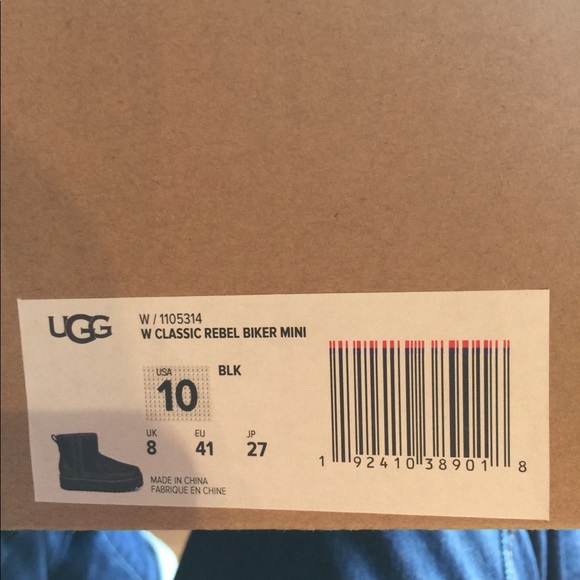 UGG
W / 1105314
W CLASSIC REBEL BIKER MINI
USA
10
BLK
UK EU JP
8 41 27
MADE IN CHINA
FABRIQUE EN CHINE
1 92410 38901 8